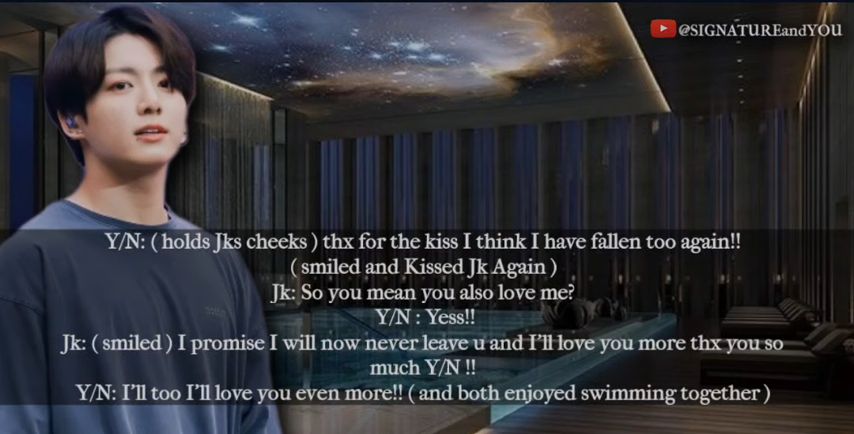 @SIGNATUREandYOU
Y/N: ( holds Jks cheeks ) thx for the kiss I think I have fallen too again!!
( smiled and Kissed Jk Again )
Jk: So you mean you also love me?
Y/N : Yess!!
Jk: ( smiled ) I promise I will now never leave u and I'll love you more thx you so
much Y/N !!
Y/N: I'll too I'll love you even more!! ( and both enjoyed swimming together )